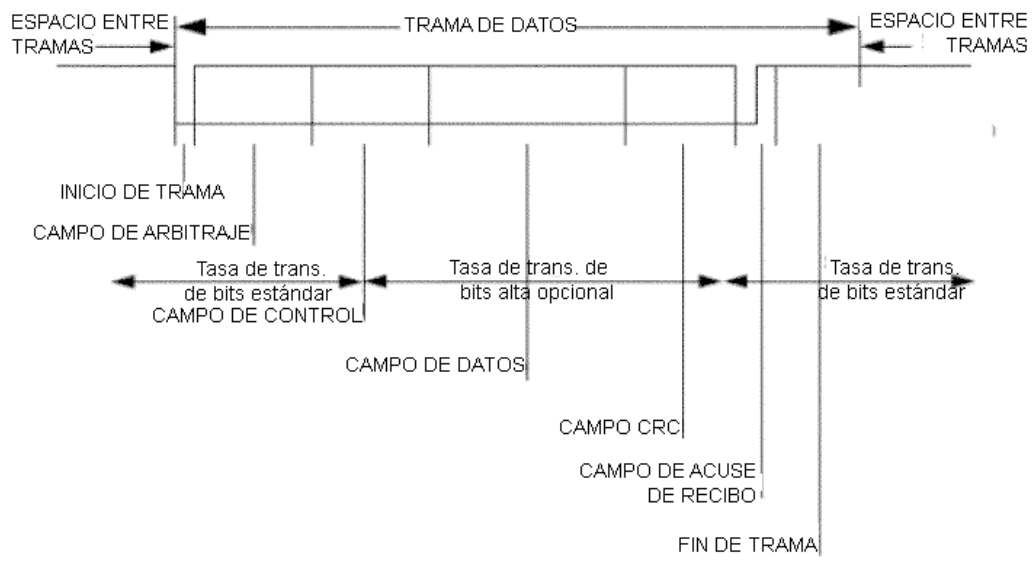 ESPACIO ENTRE
TRAMAS
TRAMA DE DATOS
ESPACIO ENTRE
TRAMAS
INICIO DE TRAMA
CAMPO DE ARBITRAJE
Tasa de trans.
de bits estándar
Tasa de trans. de
bits alta opcional
Tasa de trans.
de bits estándar
CAMPO DE CONTROL
CAMPO DE DATOS
CAMPO CRC
CAMPO DE ACUSE
DE RECIBO
FIN DE TRAMA